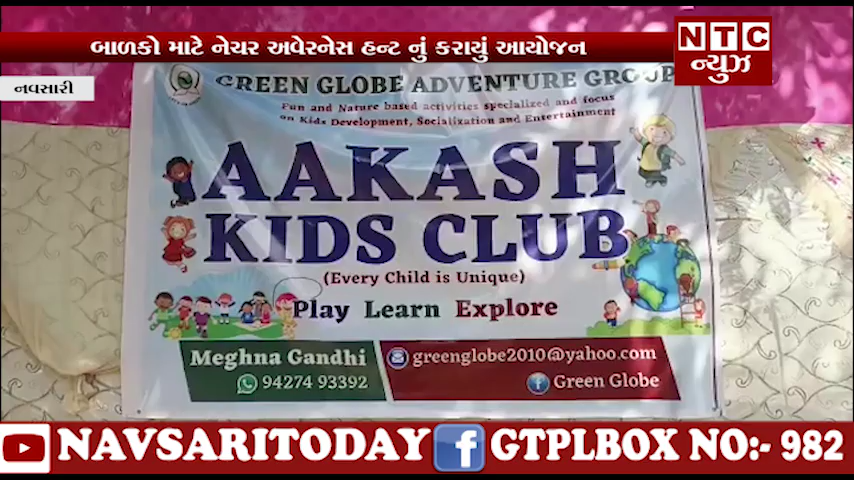 બાળકો માટે નેચર અવેરનેસ હન્ટ નું કરાયું આયોજન
NTC
ન્યુઝ
નવસારી
GREEN GLOBE ADVENTURE GROUP
Fun and Nature based activities specialized and focus
on Kids Development, Socialization and Entertainment
AAKASH
KIDS CLUB
(Every Child is Unique)
Play Learn Explore
Meghna Gandhi
94274 93392
greenglobe2010@yahoo.com
Green Globe
NAVSARITODAY GTPLBOX NO:- 982